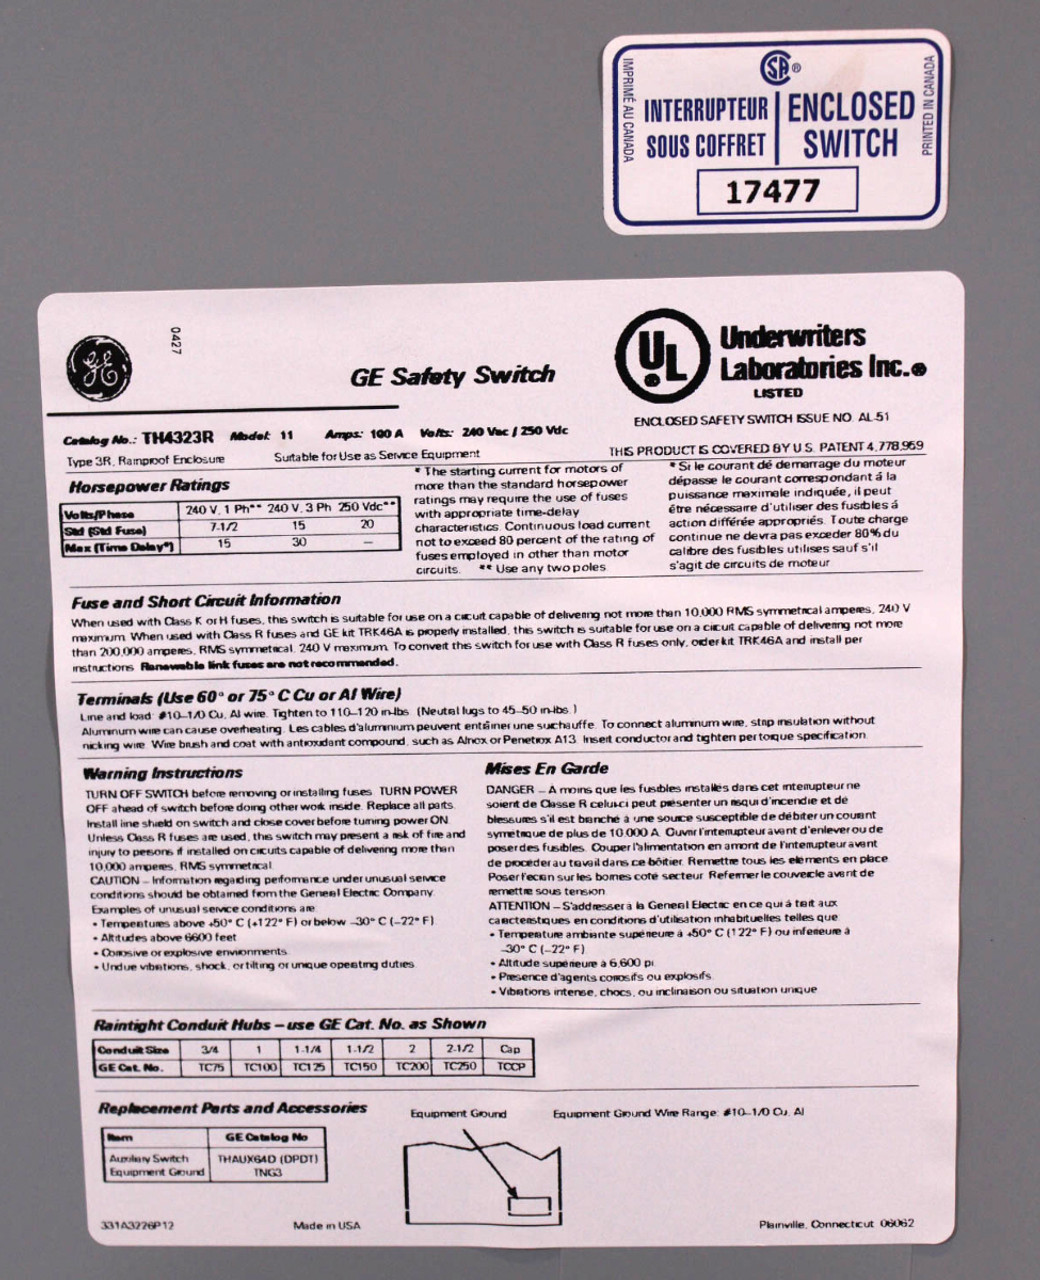 IMPRIMÉ AU CANADA
SA®
INTERRUPTEUR
SOUS COFFRET
ENCLOSED
SWITCH
PRINTED IN CANADA
17477
GE
0427
GE Safety Switch
UL®
Underwriters
Laboratories Inc.®
LISTED
ENCLOSED SAFETY SWITCH ISSUE NO. AL-51
Catalog No.: TH4323R Model: 11 Amps: 100 A Volts: 240 Vac / 250 Vdc
THIS PRODUCT IS COVERED BY U.S. PATENT 4,778,959
Type 3R, Rainproof Enclosure Suitable for Use as Service Equipment
Horsepower Ratings
Volts/Phase 240 V, 1 Ph** 240 V, 3 Ph 250 Vdc**
Std (Std Fuse) 7-1/2 15 20
Max (Time Delay*) 15 30 —
* The starting current for motors of
more than the standard horsepower
ratings may require the use of fuses
with appropriate time-delay
characteristics. Continuous load current
not to exceed 80 percent of the rating of
fuses employed in other than motor
circuits. ** Use any two poles
* Si le courant dé demarrage du moteur
dépasse le courant correspondant á la
puissance maximale indiquée, il peut
étre nécessaire d'utiliser des fusibles á
action différée appropriés. Toute charge
continue ne devra pas exceder 80% du
calibre des fusibles utilises sauf s'il
s'agit de circuits de moteur
Fuse and Short Circuit Information
When used with Class K or H fuses, this switch is suitable for use on a circuit capable of delivering not more than 10,000 RMS symmetrical amperes, 240 V
maximum. When used with Class R fuses and GE kit TRK46A is properly installed, this switch is suitable for use on a circuit capable of delivering not more
than 200,000 amperes, RMS symmetrical, 240 V maximum. To convert this switch for use with Class R fuses only, order kit TRK46A and install per
instructions. Renewable link fuses are not recommended.
Terminals (Use 60° or 75° C Cu or Al Wire)
Line and load: #10–1/0 Cu, Al wire. Tighten to 110–120 in-lbs. (Neutral lugs to 45–50 in-lbs.)
Aluminum wire can cause overheating. Les cables d'aluminium peuvent entâiner une suchauffe. To connect aluminum wire, strip insulation without
nicking wire. Wire brush and coat with antioxidant compound, such as Alnox or Penetrox A13. Insert conductor and tighten per torque specification.
Warning Instructions
TURN OFF SWITCH before removing or installing fuses. TURN POWER
OFF ahead of switch before doing other work inside. Replace all parts.
Install line shield on switch and close cover before turning power ON.
Unless Class R fuses are used, this switch may present a risk of fire and
injury to persons if installed on circuits capable of delivering more than
10,000 amperes, RMS symmetrical.
CAUTION – Information regarding performance under unusual service
conditions should be obtained from the General Electric Company.
Examples of unusual service conditions are:
• Temperatures above +50° C (+122° F) or below –30° C (–22° F)
• Altitudes above 6600 feet
• Corrosive or explosive environments
• Undue vibrations, shock, or tilting or unique operating duties
Mises En Garde
DANGER – A moins que les fusibles installés dans cet interrupteur ne
soient de Classe R celui-ci peut présenter un risqui d'incendie et de
blessures s'il est branché à une source susceptible de débiter un courant
symétrique de plus de 10,000 A. Ouvrir l'interrupteur avant d'enlever ou de
poser des fusibles. Couper l'alimentation en amont de l'interrupteur avant
de procéder au travail dans ce bôitier. Remettre tous les elements en place.
Poser l'ecran sur les bornes coté secteur. Refermer le couvercle avant de
remettre sous tension.
ATTENTION – S'addresser à la General Electric en ce qui á trait aux
caractéristiques en conditions d'utilisation inhabituelles telles que
• Température ambiante supérieure à +50° C (122° F) ou inférieure à
–30° C (–22° F)
• Altitude supérieure à 6,600 pi.
• Présence d'agents corrosifs ou explosifs.
• Vibrations intense, chocs, ou inclinaison ou situation unique
Raintight Conduit Hubs – use GE Cat. No. as Shown
Conduit Size 3/4 1 1-1/4 1-1/2 2 2-1/2 Cap
GE Cat. No. TC75 TC100 TC125 TC150 TC200 TC250 TCCP
Replacement Parts and Accessories
Equipment Ground Equipment Ground Wire Range: #10–1/0 Cu, Al
Item GE Catalog No
Auxiliary Switch THAUX64D (DPDT)
Equipment Ground TNG3
331A3226P12 Made in USA Plainville, Connecticut 06062